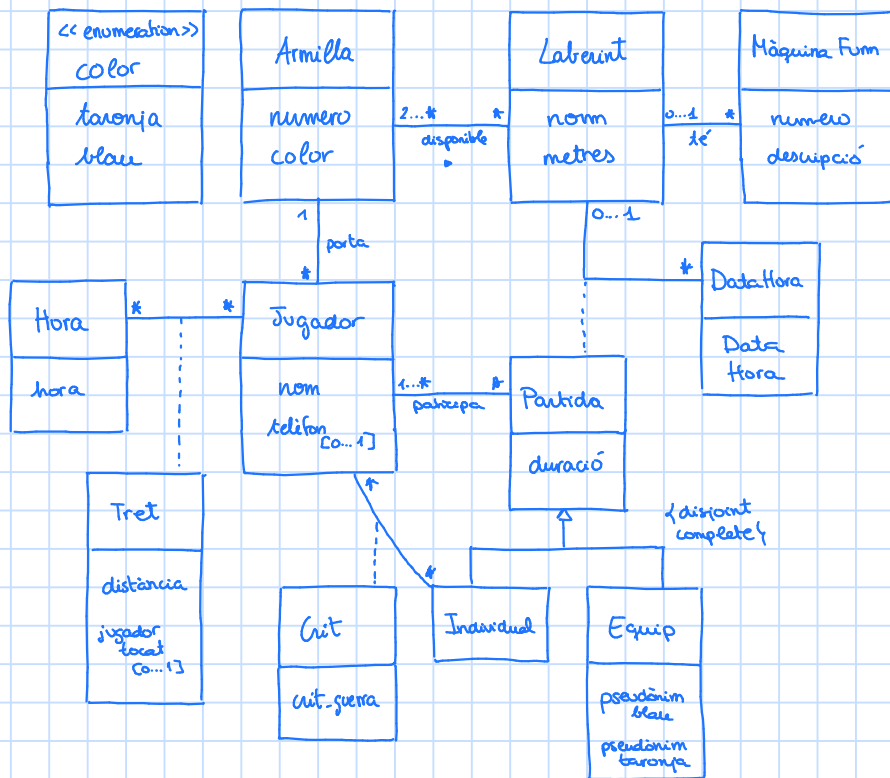 << enumeration >>
color
taronja
blau
Armilla
numero
color
2...*
*
disponible
Laberint
nom
metres
0...1
*
té
Màquina Fum
numero
descripció
1
porta
*
0...1
*
DataHora
Data
Hora
Hora
hora
*
*
Jugador
nom
telèfon
[0...1]
1...*
*
participa
Partida
duració
{disjoint
complete}
Tret
distància
jugador
tocat
[0...1]
*
*
Crit
crit_guerra
Individual
Equip
pseudònim
blau
pseudònim
taronja